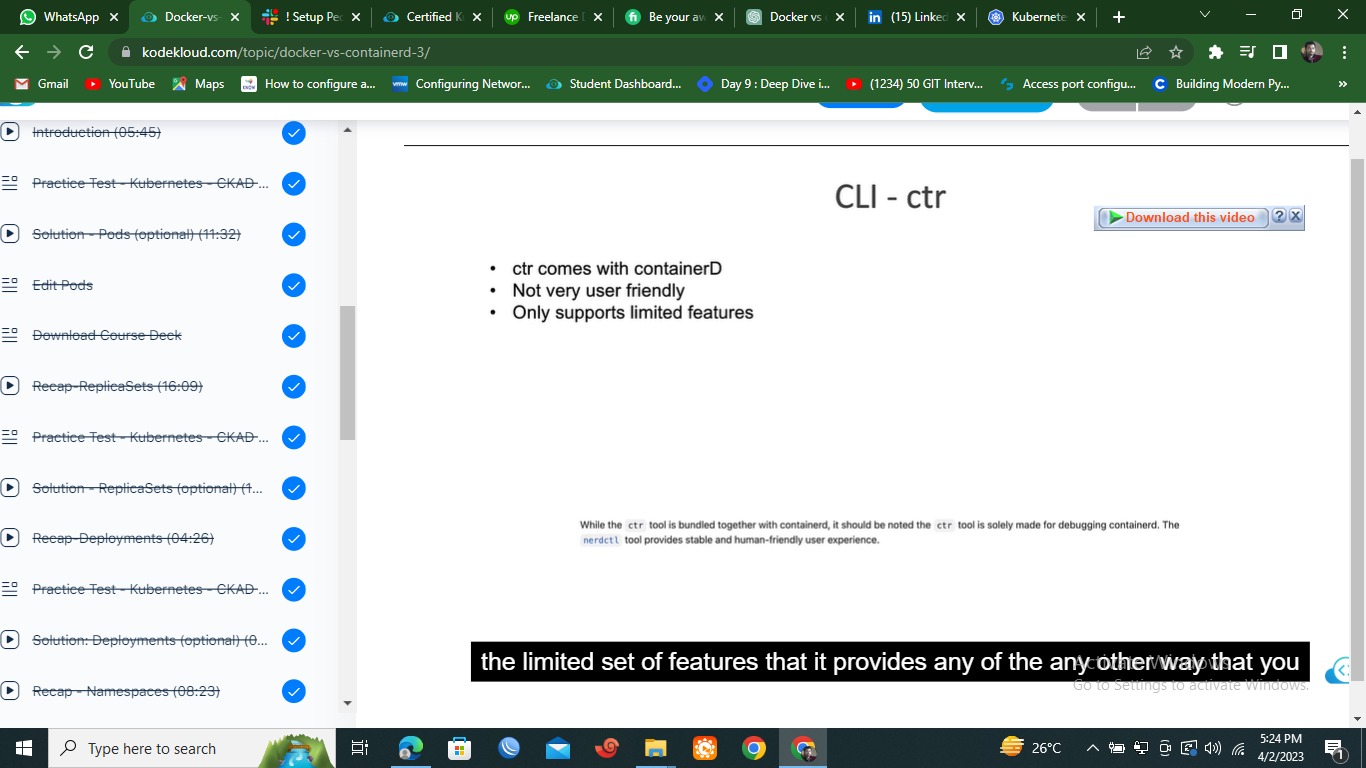 WhatsApp
Docker-vs-
! Setup Pe
Certified K
Freelance
Be your aw
Docker vs
(15) Linked
Kubernete
kodekloud.com/topic/docker-vs-containerd-3/
Gmail
YouTube
Maps
How to configure a...
Configuring Networ...
Student Dashboard...
Day 9 : Deep Dive i...
(1234) 50 GIT Interv...
Access port configu...
Building Modern Py...
»
Introduction (05:45)
Practice Test - Kubernetes - CKAD ...
Solution - Pods (optional) (11:32)
Edit Pods
Download Course Deck
Recap-ReplicaSets (16:09)
Practice Test - Kubernetes - CKAD ...
Solution - ReplicaSets (optional) (1...
Recap-Deployments (04:26)
Practice Test - Kubernetes - CKAD ...
Solution: Deployments (optional) (0...
Recap - Namespaces (08:23)
CLI - ctr
Download this video
• ctr comes with containerD
• Not very user friendly
• Only supports limited features
While the ctr tool is bundled together with containerd, it should be noted the ctr tool is solely made for debugging containerd. The
nerdctl tool provides stable and human-friendly user experience.
the limited set of features that it provides any of the any other way that you
Activate Windows
Go to Settings to activate Windows.
Type here to search
26°C
5:24 PM
4/2/2023
1